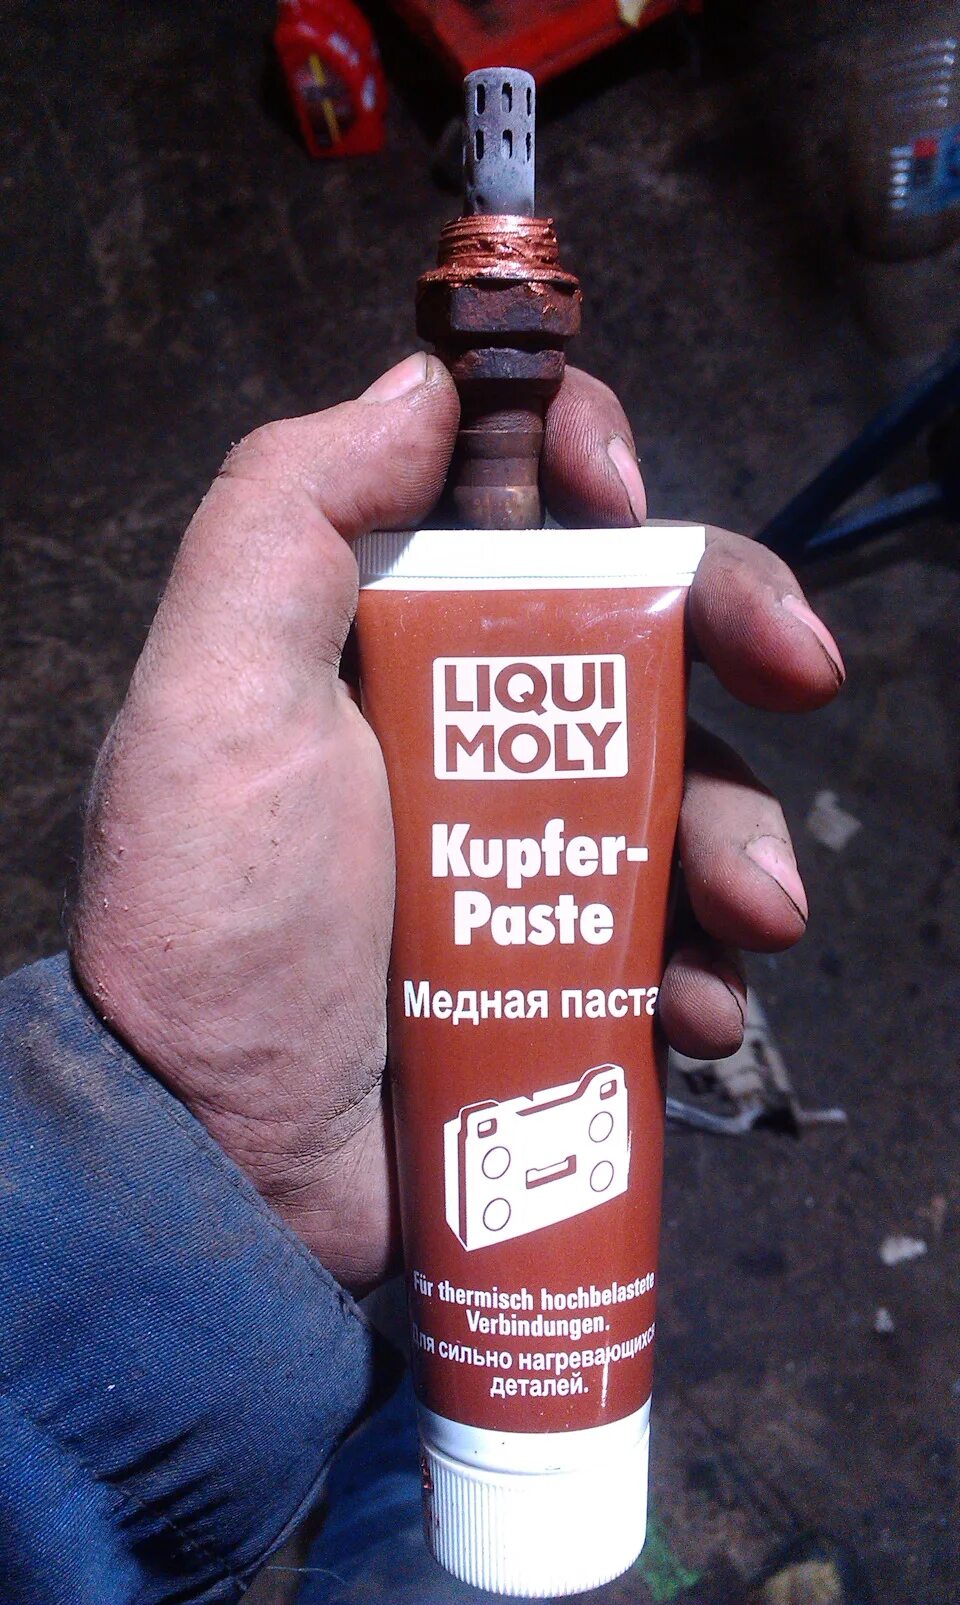 LIQUI
MOLY
Kupfer-
Paste
Медная паста
Für thermisch hochbelastete
Verbindungen.
Для сильно нагревающихся
деталей.